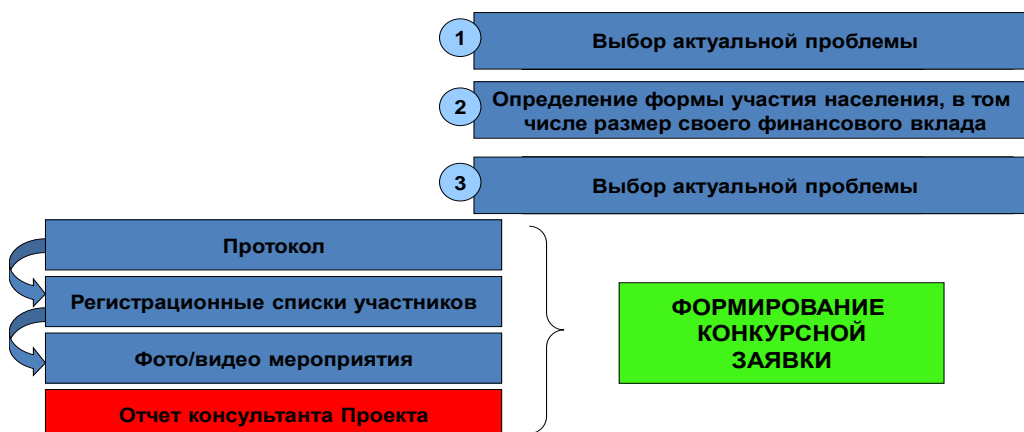 1
Выбор актуальной проблемы
2
Определение формы участия населения, в том
числе размер своего финансового вклада
3
Выбор актуальной проблемы
Протокол
Регистрационные списки участников
Фото/видео мероприятия
Отчет консультанта Проекта
ФОРМИРОВАНИЕ
КОНКУРСНОЙ
ЗАЯВКИ